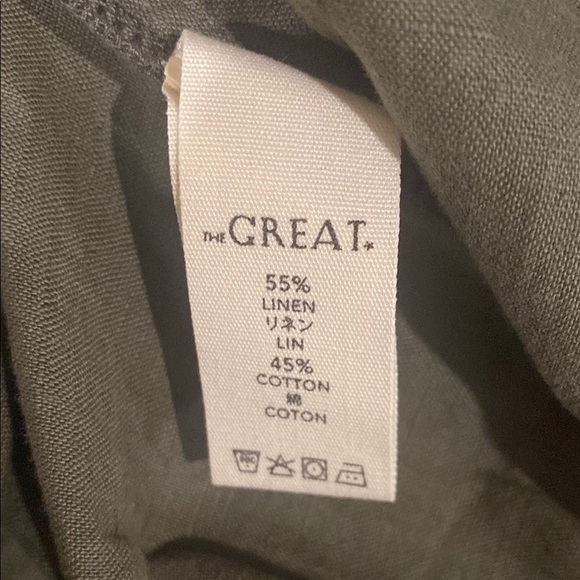 THE GREAT.
55%
LINEN
リネン
LIN
45%
COTTON
綿
COTON